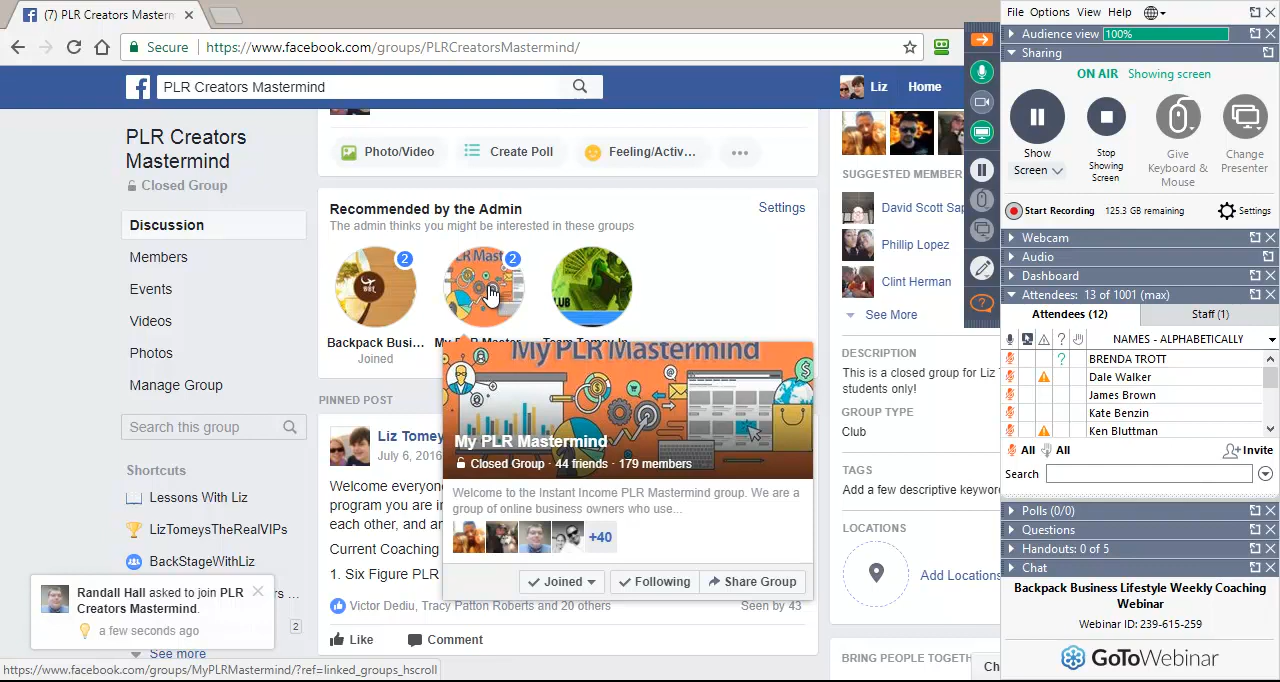 (7) PLR Creators Masterm
Secure
https://www.facebook.com/groups/PLRCreatorsMastermind/
PLR Creators Mastermind
Liz
Home
PLR Creators
Mastermind
Closed Group
Discussion
Members
Events
Videos
Photos
Manage Group
Search this group
Shortcuts
Lessons With Liz
LizTomeysTheRealVIPs
BackStageWithLiz
2
See more
Randall Hall asked to join PLR
Creators Mastermind.
a few seconds ago
https://www.facebook.com/groups/MyPLRMastermind/?ref=linked_groups_hscroll
Photo/Video
Create Poll
Feeling/Activ...
Recommended by the Admin
Settings
The admin thinks you might be interested in these groups
2
2
Backpack Busi...
Joined
PINNED POST
Liz Tomey
July 6, 2016
Welcome everyone
program you are in
each other, and an
Current Coaching
1. Six Figure PLR
Victor Dediu, Tracy Patton Roberts and 20 others
Seen by 43
Like
Comment
My PLR Mastermind
My PLR Mastermind
Closed Group · 44 friends · 179 members
Welcome to the Instant Income PLR Mastermind group. We are a
group of online business owners who use...
+40
Joined
Following
Share Group
SUGGESTED MEMBER
David Scott Sap
Phillip Lopez
Clint Herman
See More
DESCRIPTION
This is a closed group for Liz T
students only!
GROUP TYPE
Club
TAGS
Add a few descriptive keyword
LOCATIONS
Add Locations
BRING PEOPLE TOGETH
Ch
File Options View Help
Audience view 100%
Sharing
ON AIR Showing screen
Show
Screen
Stop
Showing
Screen
Give
Keyboard &
Mouse
Change
Presenter
Start Recording
125.3 GB remaining
Settings
Webcam
Audio
Dashboard
Attendees: 13 of 1001 (max)
Attendees (12)
Staff (1)
NAMES - ALPHABETICALLY
BRENDA TROTT
Dale Walker
James Brown
Kate Benzin
Ken Bluttman
All
All
Invite
Search
Polls (0/0)
Questions
Handouts: 0 of 5
Chat
Backpack Business Lifestyle Weekly Coaching
Webinar
Webinar ID: 239-615-259
GoToWebinar